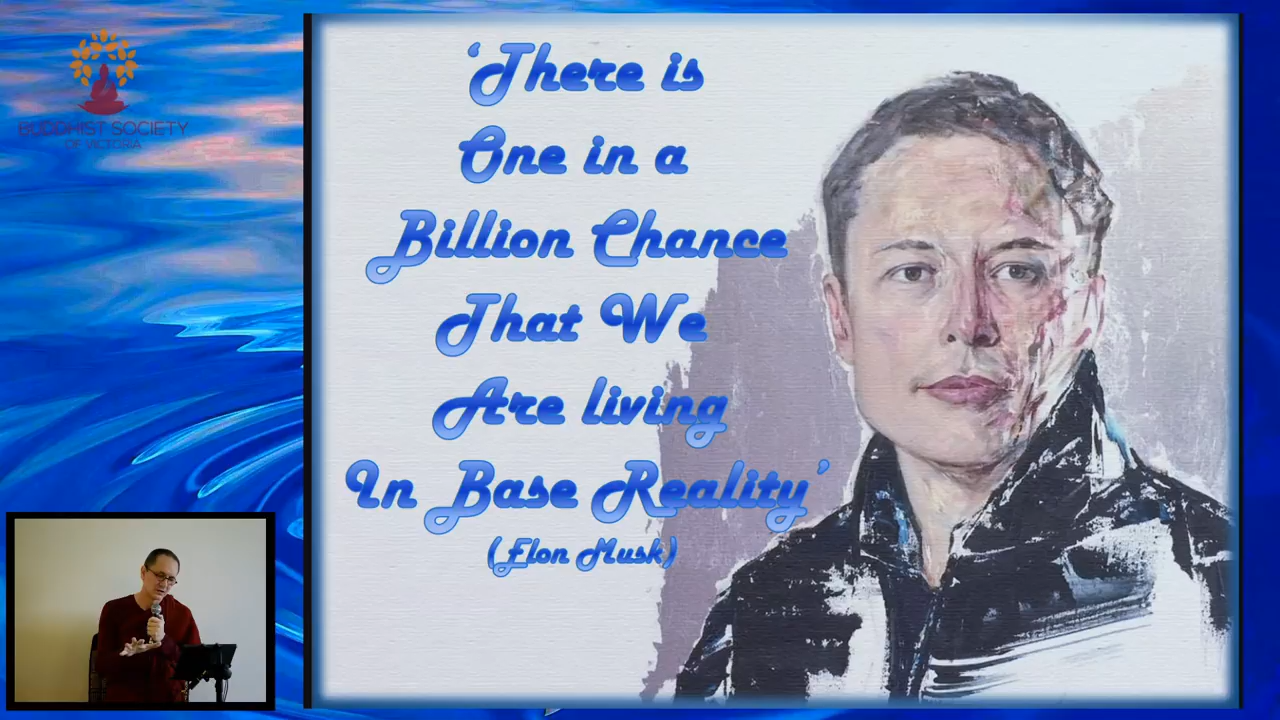 BUDDHIST SOCIETY
OF VICTORIA
‘There is
One in a
Billion Chance
That We
Are living
In Base Reality’
(Elon Musk)